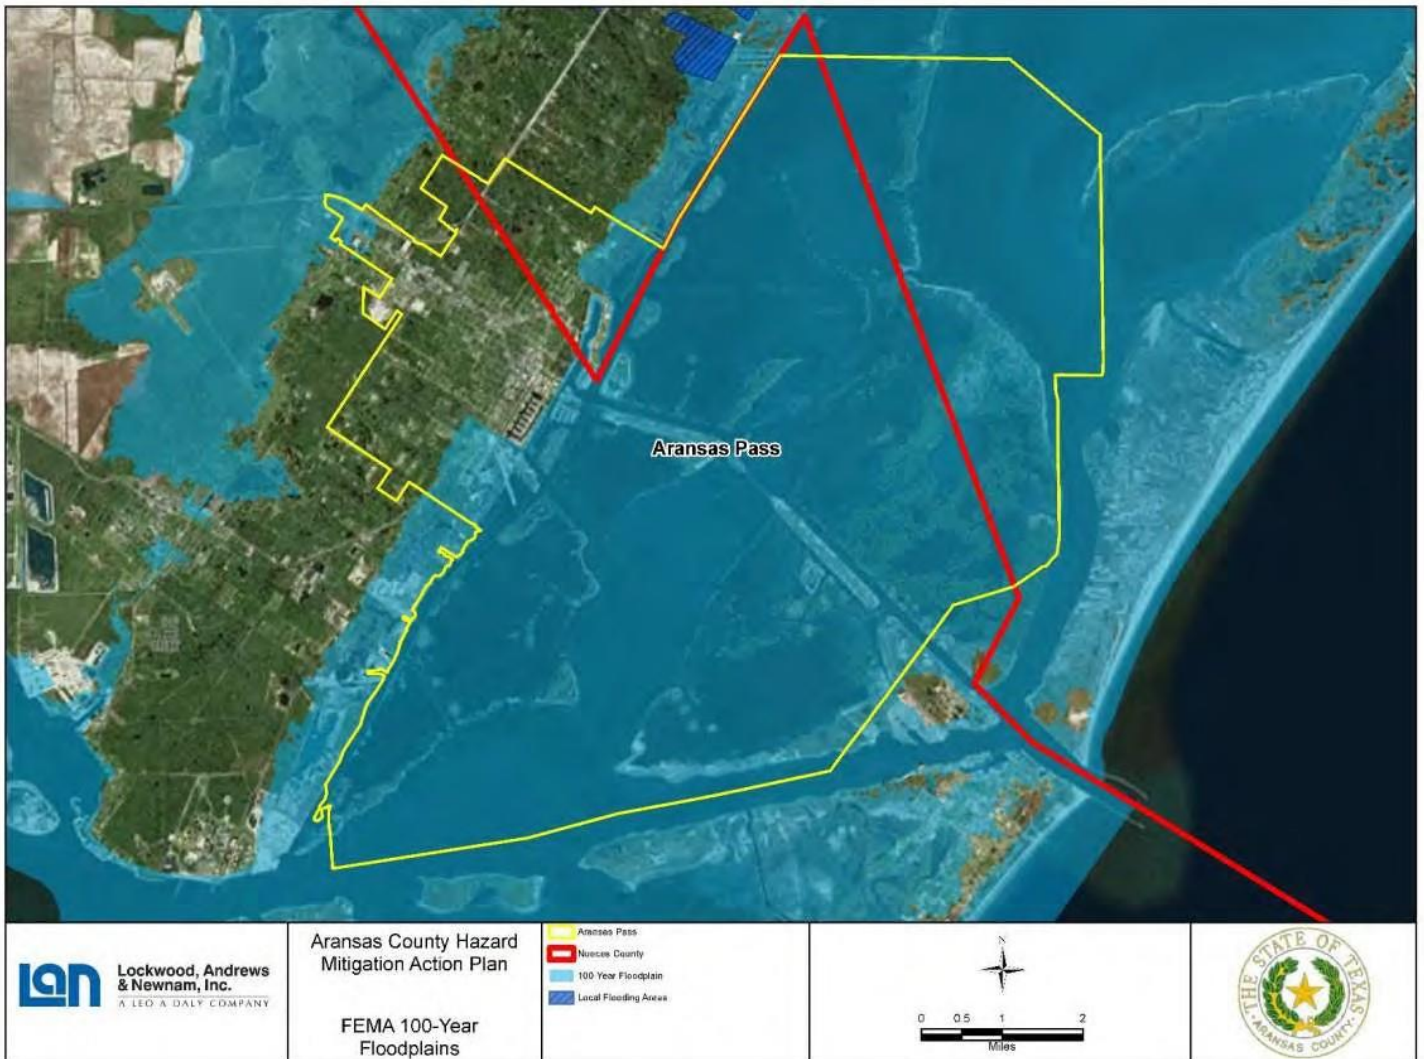 Aransas Pass
LAN
Lockwood, Andrews
& Newnam, Inc.
A LEO A DALY COMPANY
Aransas County Hazard
Mitigation Action Plan
FEMA 100-Year
Floodplains
Aransas Pass
Nueces County
100 Year Floodplain
Local Flooding Areas
N
0 0.5 1 2
Miles
THE STATE OF TEXAS
ARANSAS COUNTY